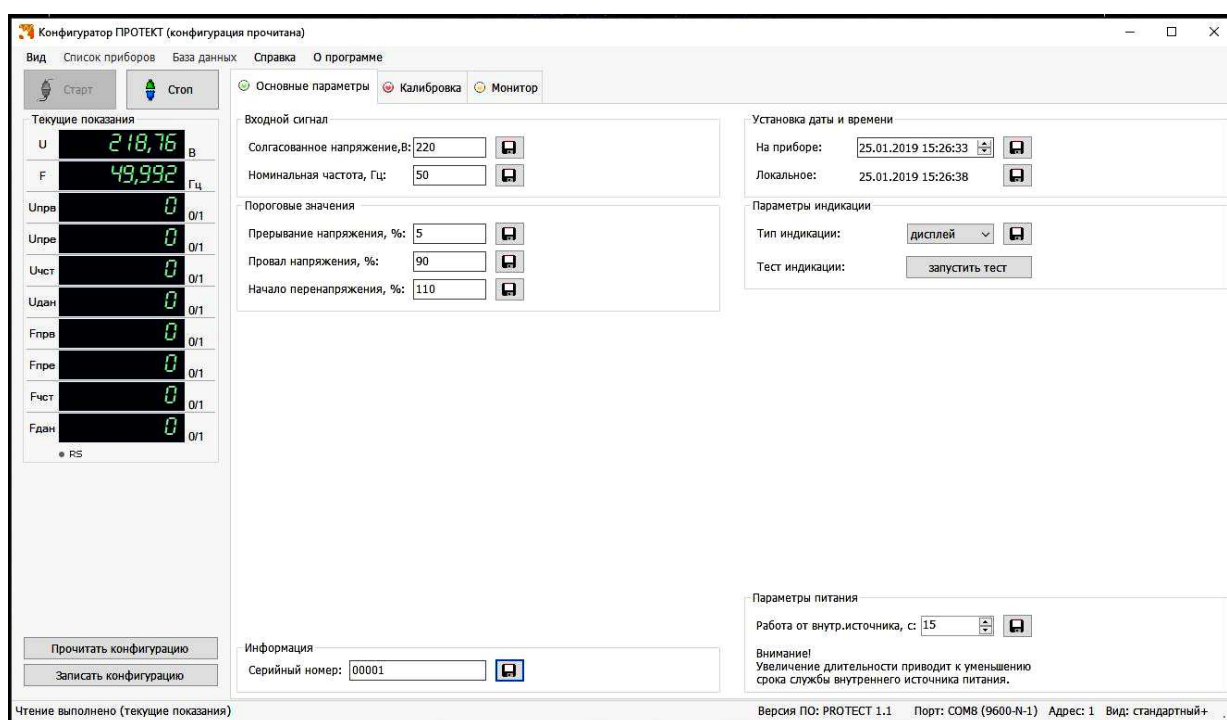 Конфигуратор ПРОТЕКТ (конфигурация прочитана)
Вид Список приборов База данных Справка О программе
Старт Стоп
Основные параметры Калибровка Монитор
Текущие показания
U 218,76 В
F 49,992 Гц
Uпрв 0 0/1
Uпре 0 0/1
Uчст 0 0/1
Uдан 0 0/1
Fпрв 0 0/1
Fпре 0 0/1
Fчст 0 0/1
Fдан 0 0/1
RS
Прочитать конфигурацию
Записать конфигурацию
Входной сигнал
Солгасованное напряжение,В: 220
Номинальная частота, Гц: 50
Пороговые значения
Прерывание напряжения, %: 5
Провал напряжения, %: 90
Начало перенапряжения, %: 110
Информация
Серийный номер: 00001
Установка даты и времени
На приборе: 25.01.2019 15:26:33
Локальное: 25.01.2019 15:26:38
Параметры индикации
Тип индикации: дисплей
Тест индикации: запустить тест
Параметры питания
Работа от внутр.источника, с: 15
Внимание!
Увеличение длительности приводит к уменьшению
срока службы внутреннего источника питания.
Чтение выполнено (текущие показания) Версия ПО: PROTECT 1.1 Порт: COM8 (9600-N-1) Адрес: 1 Вид: стандартный+